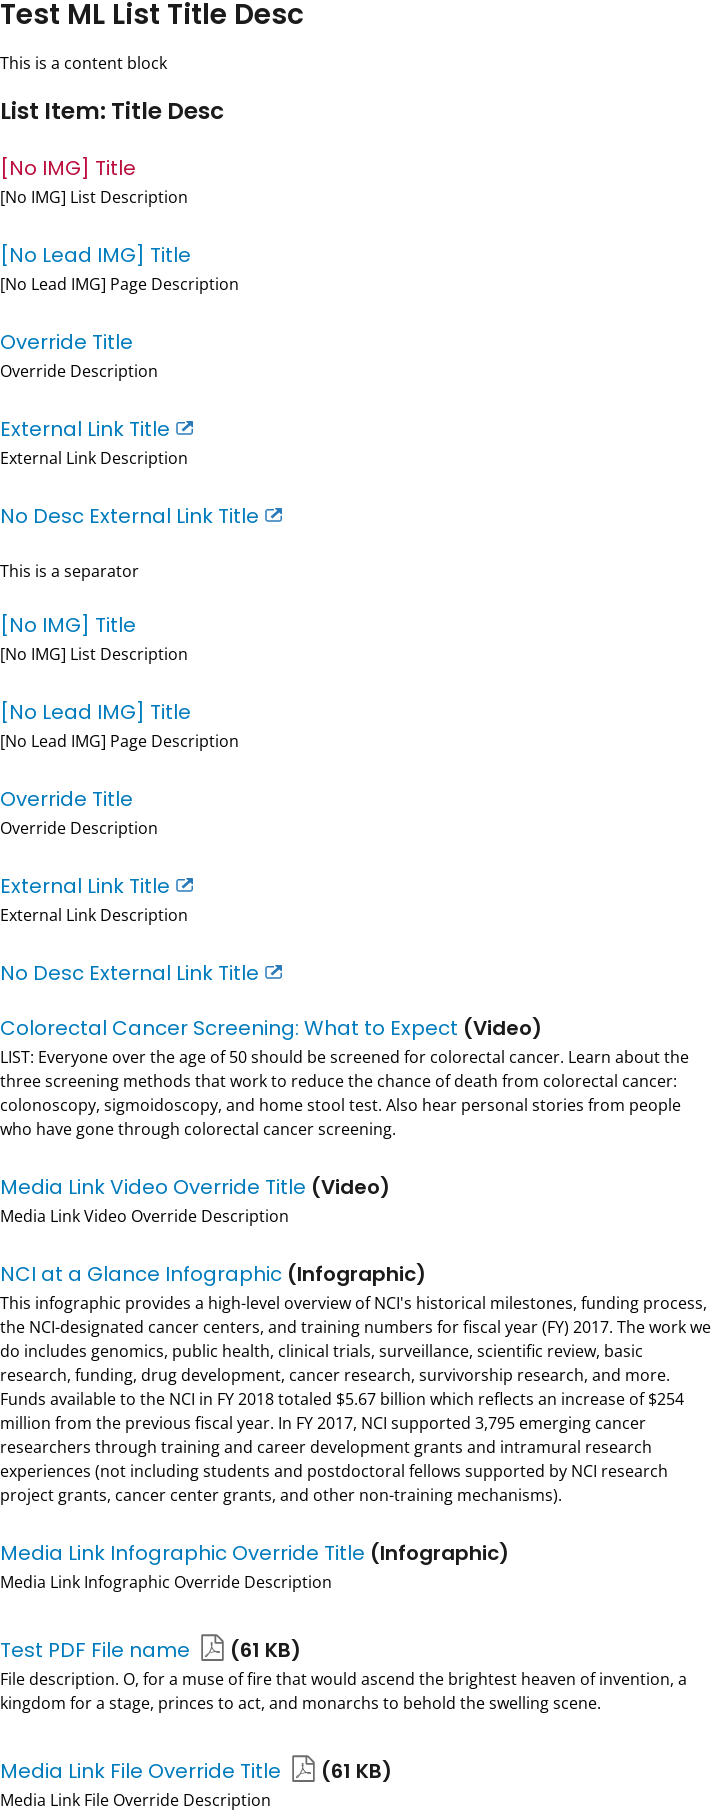 Test ML List Title Desc
This is a content block
List Item: Title Desc
[No IMG] Title
[No IMG] List Description
[No Lead IMG] Title
[No Lead IMG] Page Description
Override Title
Override Description
External Link Title
External Link Description
No Desc External Link Title
This is a separator
[No IMG] Title
[No IMG] List Description
[No Lead IMG] Title
[No Lead IMG] Page Description
Override Title
Override Description
External Link Title
External Link Description
No Desc External Link Title
Colorectal Cancer Screening: What to Expect (Video)
LIST: Everyone over the age of 50 should be screened for colorectal cancer. Learn about the
three screening methods that work to reduce the chance of death from colorectal cancer:
colonoscopy, sigmoidoscopy, and home stool test. Also hear personal stories from people
who have gone through colorectal cancer screening.
Media Link Video Override Title (Video)
Media Link Video Override Description
NCI at a Glance Infographic (Infographic)
This infographic provides a high-level overview of NCI's historical milestones, funding process,
the NCI-designated cancer centers, and training numbers for fiscal year (FY) 2017. The work we
do includes genomics, public health, clinical trials, surveillance, scientific review, basic
research, funding, drug development, cancer research, survivorship research, and more.
Funds available to the NCI in FY 2018 totaled $5.67 billion which reflects an increase of $254
million from the previous fiscal year. In FY 2017, NCI supported 3,795 emerging cancer
researchers through training and career development grants and intramural research
experiences (not including students and postdoctoral fellows supported by NCI research
project grants, cancer center grants, and other non-training mechanisms).
Media Link Infographic Override Title (Infographic)
Media Link Infographic Override Description
Test PDF File name (61 KB)
File description. O, for a muse of fire that would ascend the brightest heaven of invention, a
kingdom for a stage, princes to act, and monarchs to behold the swelling scene.
Media Link File Override Title (61 KB)
Media Link File Override Description